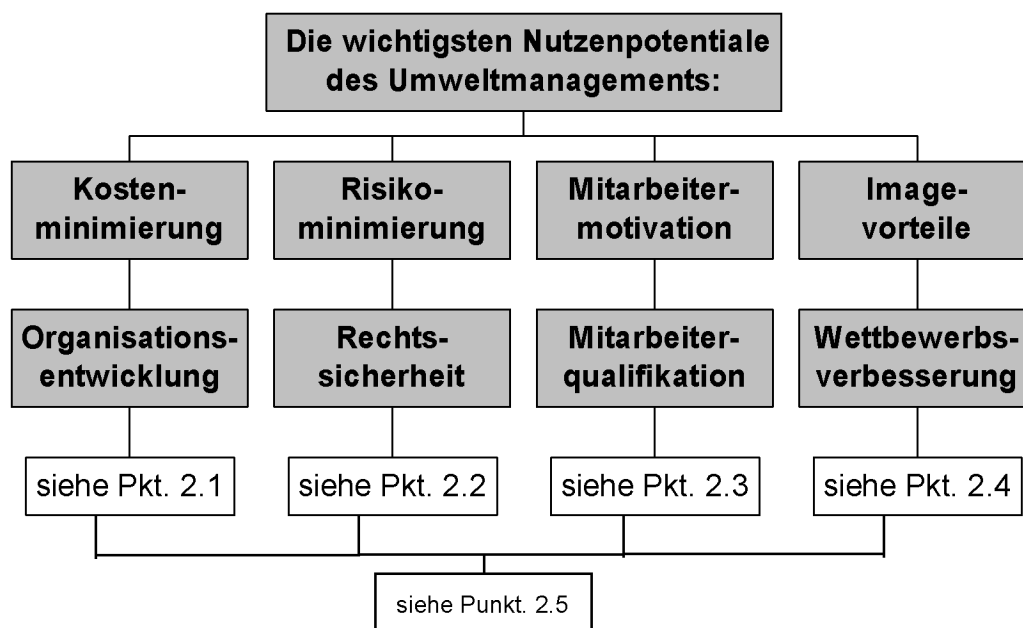 Die wichtigsten Nutzenpotentiale
des Umweltmanagements:
Kosten-
minimierung
Risiko-
minimierung
Mitarbeiter-
motivation
Image-
vorteile
Organisations-
entwicklung
Rechts-
sicherheit
Mitarbeiter-
qualifikation
Wettbewerbs-
verbesserung
siehe Pkt. 2.1
siehe Pkt. 2.2
siehe Pkt. 2.3
siehe Pkt. 2.4
siehe Punkt. 2.5